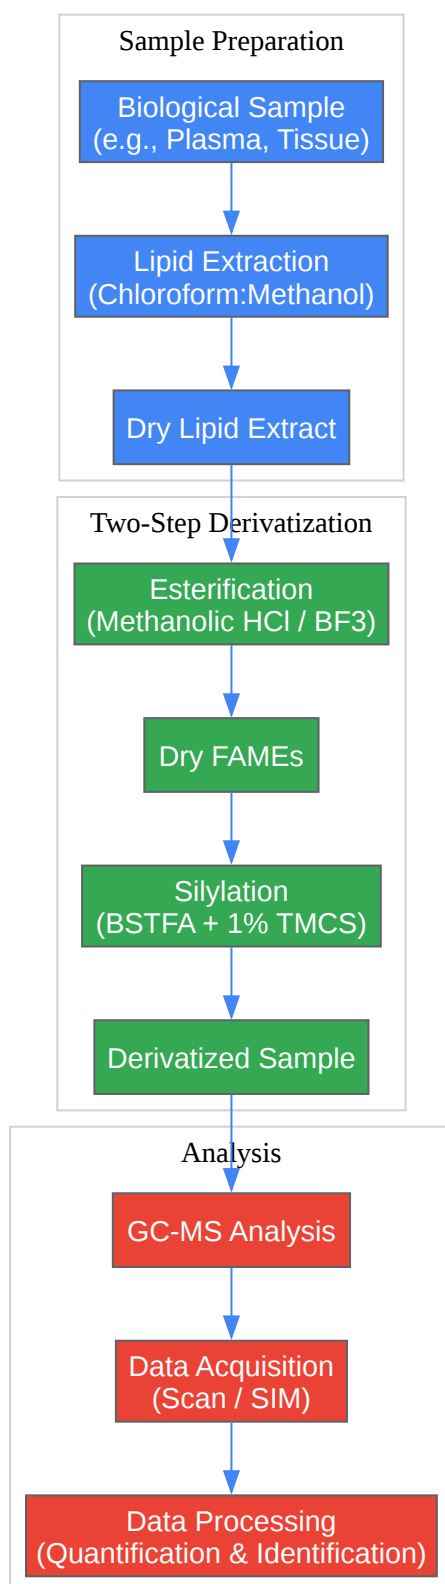 Sample Preparation
Biological Sample
(e.g., Plasma, Tissue)
Lipid Extraction
(Chloroform:Methanol)
Dry Lipid Extract
Two-Step Derivatization
Esterification
(Methanolic HCl / BF3)
Dry FAMEs
Silylation
(BSTFA + 1% TMCS)
Derivatized Sample
Analysis
GC-MS Analysis
Data Acquisition
(Scan / SIM)
Data Processing
(Quantification & Identification)